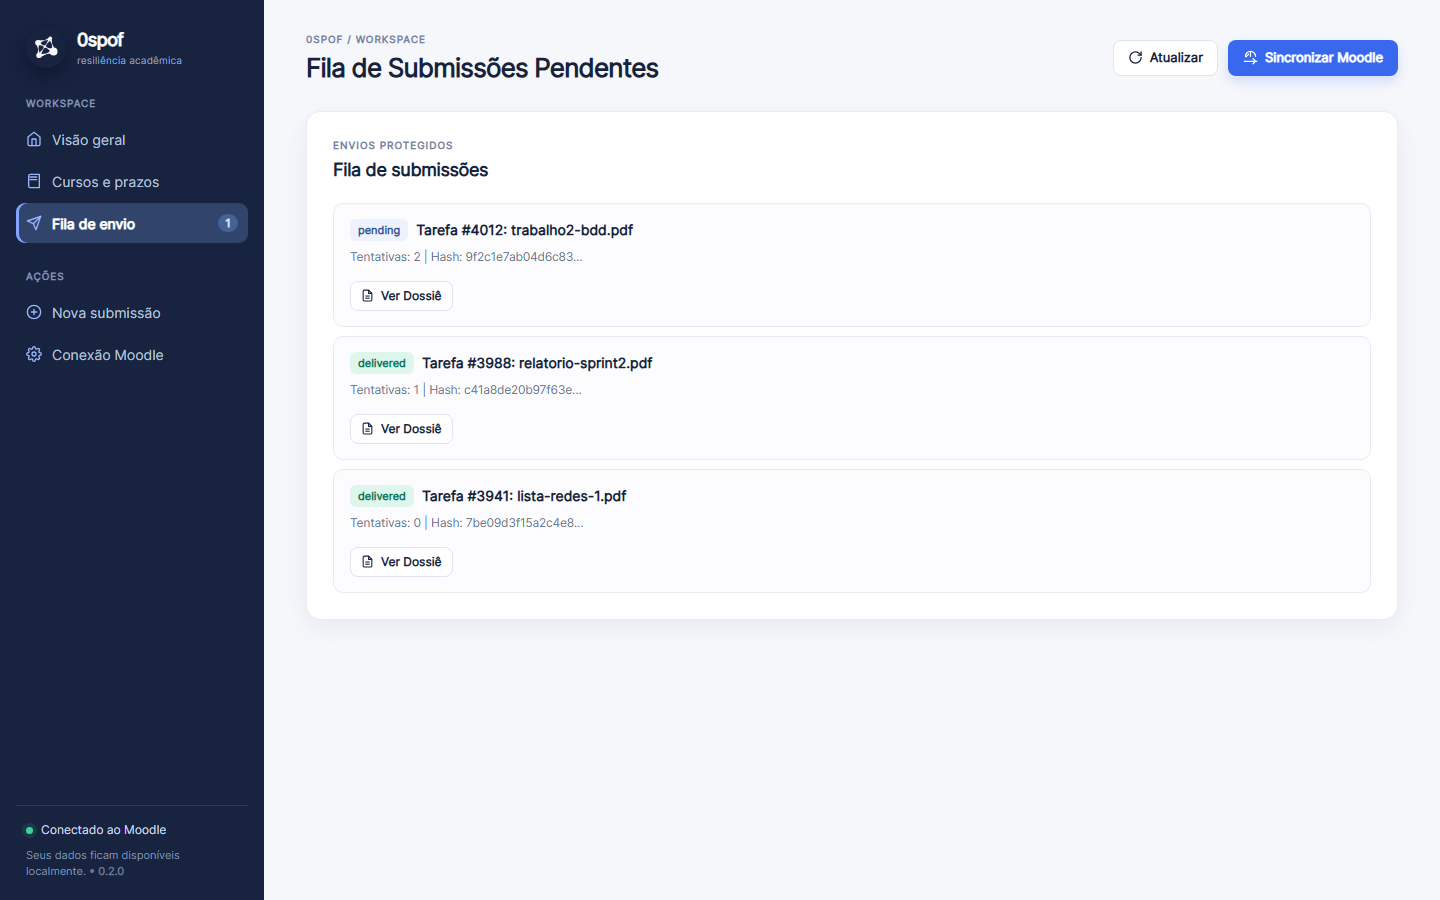 0spof
resiliência acadêmica
WORKSPACE
Visão geral
Cursos e prazos
Fila de envio 1
AÇÕES
Nova submissão
Conexão Moodle
Conectado ao Moodle
Seus dados ficam disponíveis
localmente. • 0.2.0
0SPOF / WORKSPACE
Fila de Submissões Pendentes
Atualizar
Sincronizar Moodle
ENVIOS PROTEGIDOS
Fila de submissões
pending Tarefa #4012: trabalho2-bdd.pdf
Tentativas: 2 | Hash: 9f2c1e7ab04d6c83...
Ver Dossiê
delivered Tarefa #3988: relatorio-sprint2.pdf
Tentativas: 1 | Hash: c41a8de20b97f63e...
Ver Dossiê
delivered Tarefa #3941: lista-redes-1.pdf
Tentativas: 0 | Hash: 7be09d3f15a2c4e8...
Ver Dossiê